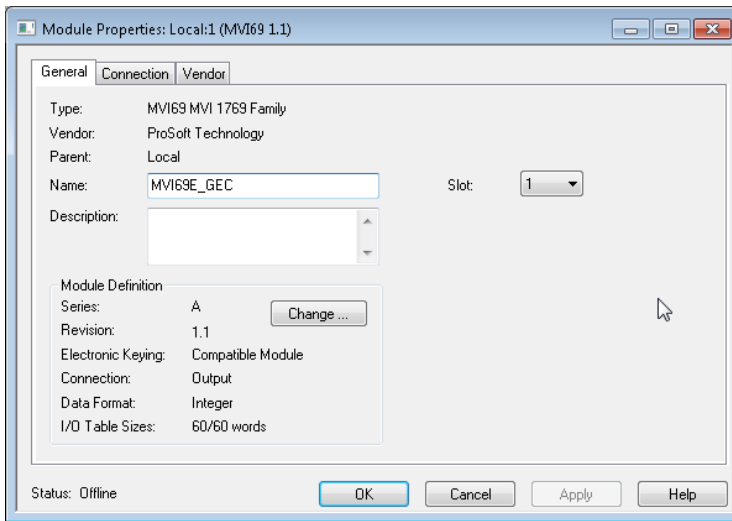 Module Properties: Local:1 (MVI69 1.1)
General Connection Vendor
Type: MVI69 MVI 1769 Family
Vendor: ProSoft Technology
Parent: Local
Name: MVI69E_GEC Slot: 1
Description:
Module Definition
Series: A Change ...
Revision: 1.1
Electronic Keying: Compatible Module
Connection: Output
Data Format: Integer
I/O Table Sizes: 60/60 words
Status: Offline OK Cancel Apply Help